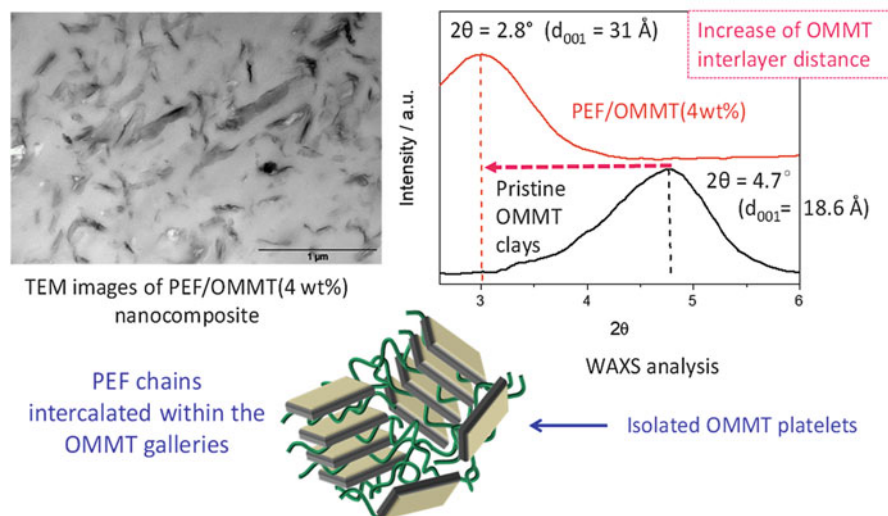 2θ = 2.8° (d001 = 31 Å)
Increase of OMMT
interlayer distance
PEF/OMMT(4wt%)
Intensity / a.u.
Pristine
OMMT
clays
2θ = 4.7°
(d001= 18.6 Å)
1 µm
3 4 5 6
2θ
TEM images of PEF/OMMT(4 wt%)
nanocomposite
WAXS analysis
PEF chains
intercalated within the
OMMT galleries
Isolated OMMT platelets